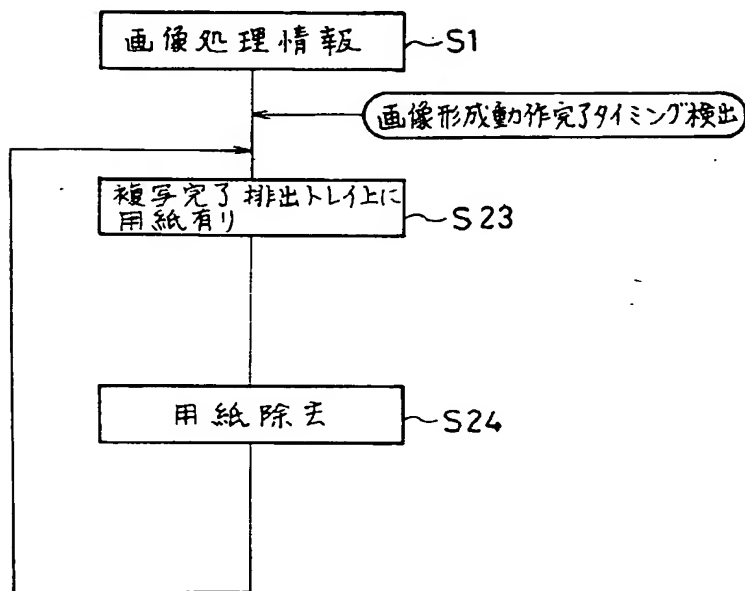 画像処理情報
S1
画像形成動作完了タイミング検出
複写完了排出トレイ上に
用紙有リ
S23
用紙除去
S24